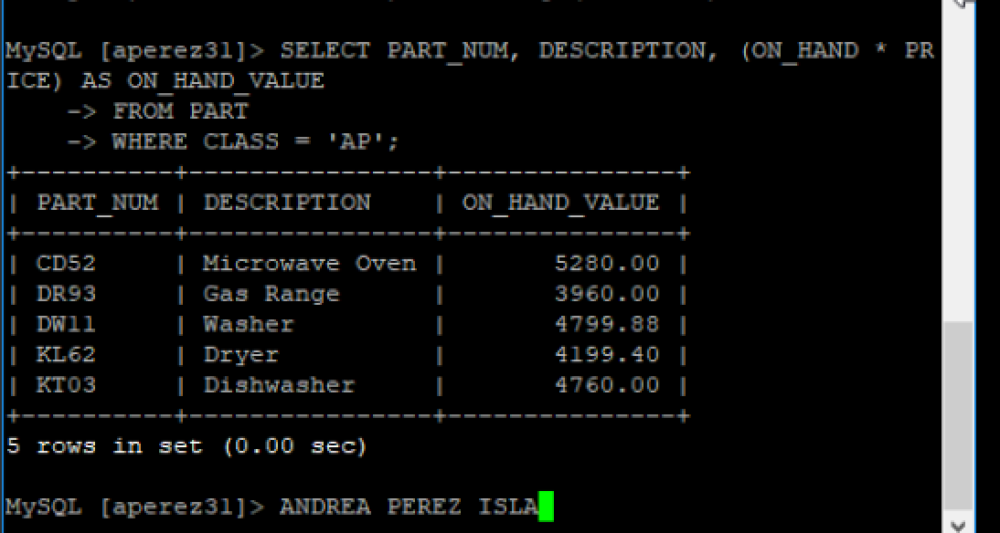 MySQL [aperez31]> SELECT PART_NUM, DESCRIPTION, (ON_HAND * PR
ICE) AS ON_HAND_VALUE
    -> FROM PART
    -> WHERE CLASS = 'AP';
+----------+----------------+---------------+
| PART_NUM | DESCRIPTION    | ON_HAND_VALUE |
+----------+----------------+---------------+
| CD52     | Microwave Oven |       5280.00 |
| DR93     | Gas Range      |       3960.00 |
| DW11     | Washer         |       4799.88 |
| KL62     | Dryer          |       4199.40 |
| KT03     | Dishwasher     |       4760.00 |
+----------+----------------+---------------+
5 rows in set (0.00 sec)
MySQL [aperez31]> ANDREA PEREZ ISLA